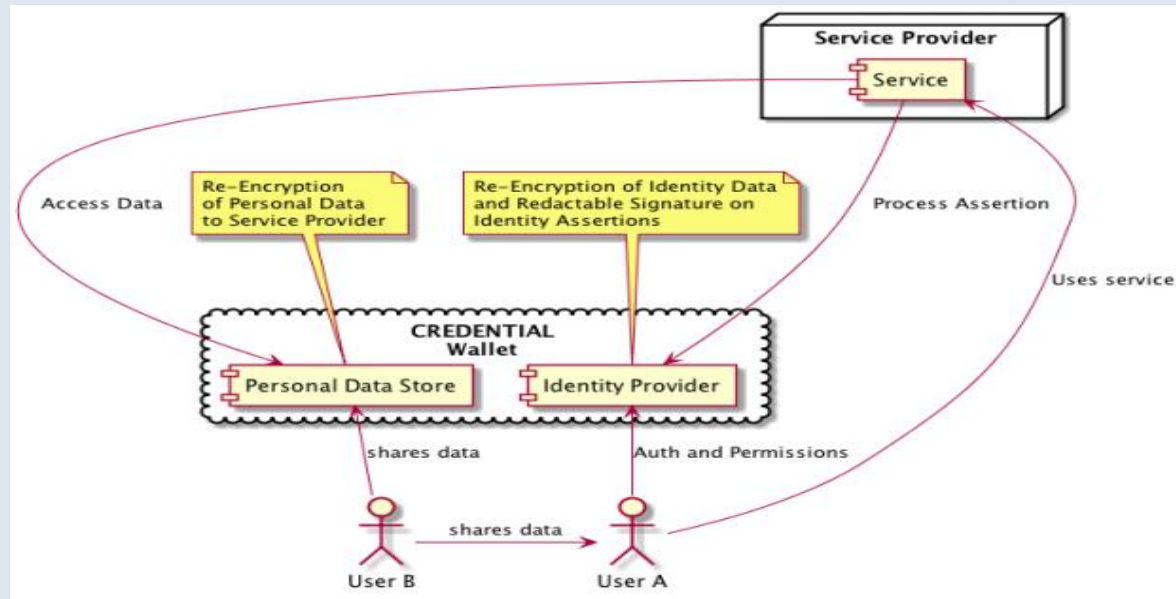 Service Provider
Service
Access Data
Re-Encryption
of Personal Data
to Service Provider
Re-Encryption of Identity Data
and Redactable Signature on
Identity Assertions
Process Assertion
Uses service
CREDENTIAL
Wallet
Personal Data Store
Identity Provider
shares data
Auth and Permissions
shares data
User B
User A